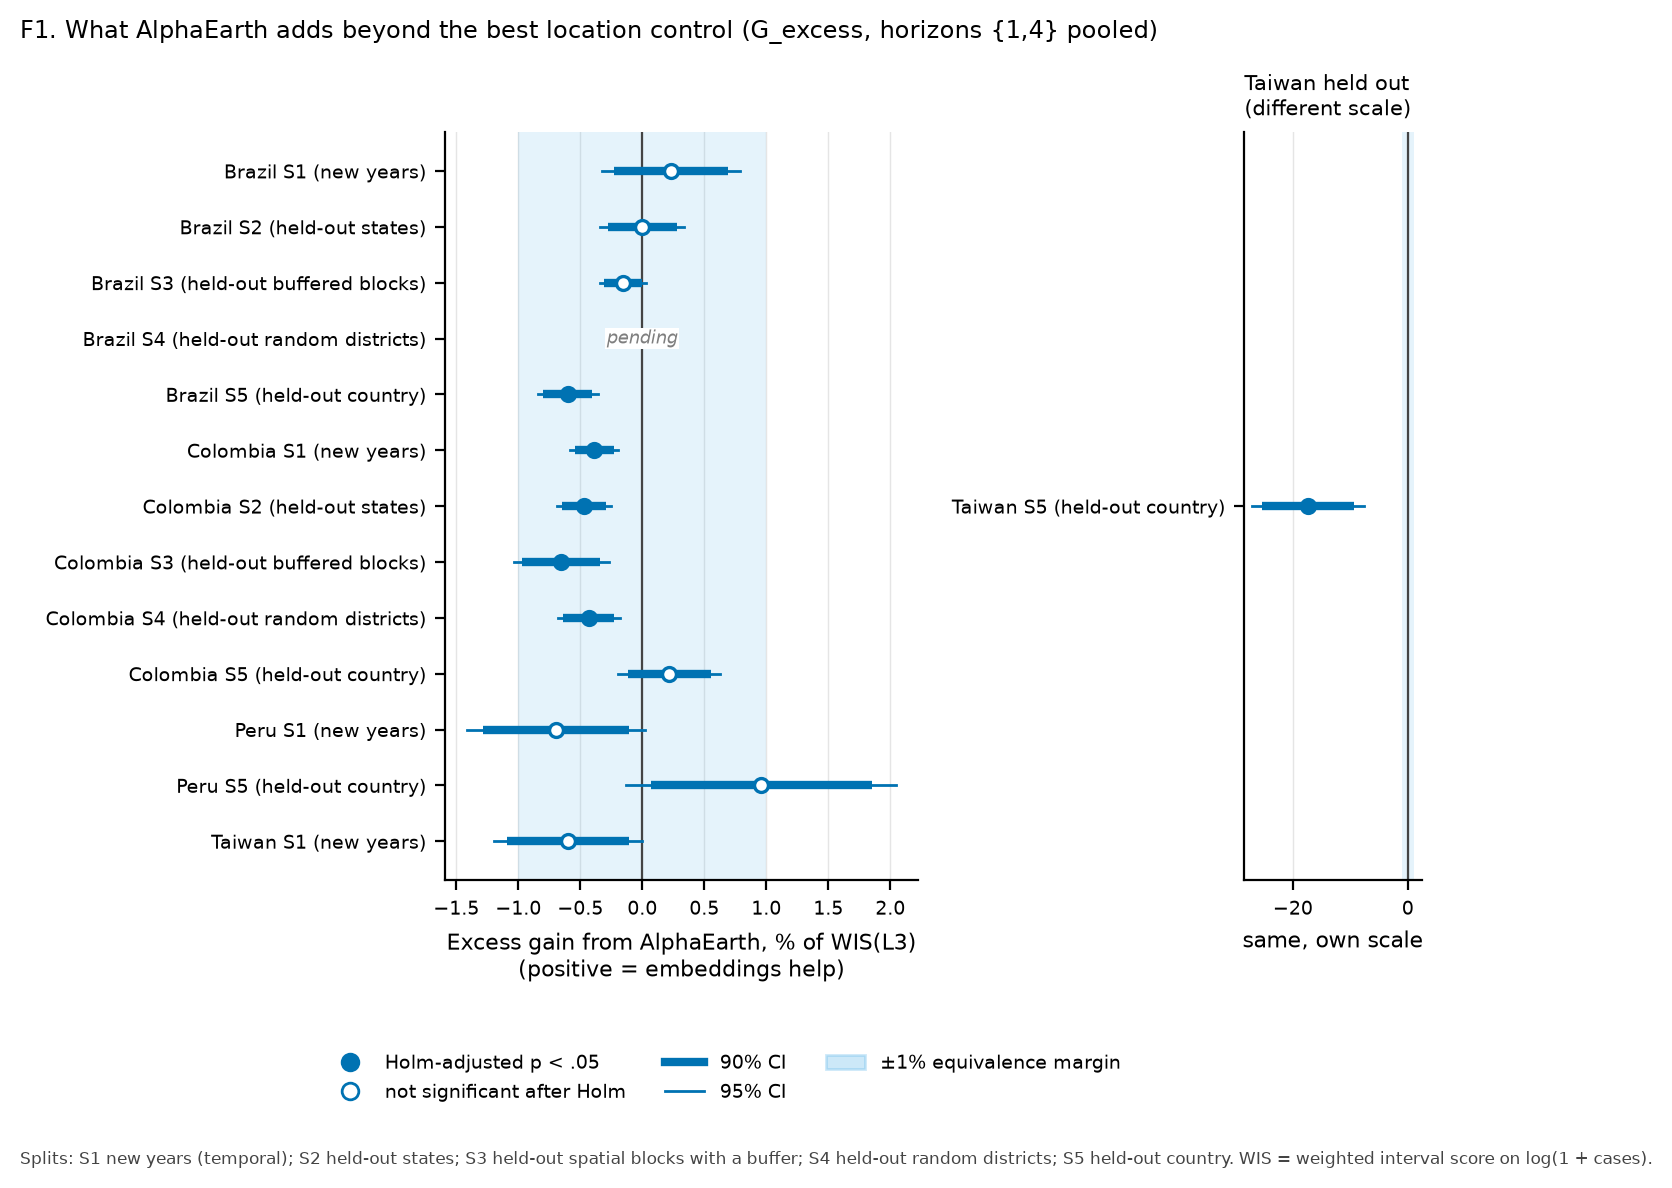 F1. What AlphaEarth adds beyond the best location control (G_excess, horizons {1,4} pooled)
Taiwan held out
(different scale)
Brazil S1 (new years)
Brazil S2 (held-out states)
Brazil S3 (held-out buffered blocks)
Brazil S4 (held-out random districts)
pending
Brazil S5 (held-out country)
Colombia S1 (new years)
Colombia S2 (held-out states)
Taiwan S5 (held-out country)
Colombia S3 (held-out buffered blocks)
Colombia S4 (held-out random districts)
Colombia S5 (held-out country)
Peru S1 (new years)
Peru S5 (held-out country)
Taiwan S1 (new years)
−1.5 −1.0 −0.5 0.0 0.5 1.0 1.5 2.0
−20 0
Excess gain from AlphaEarth, % of WIS(L3)
(positive = embeddings help)
same, own scale
Holm-adjusted p < .05
not significant after Holm
90% CI
95% CI
±1% equivalence margin
Splits: S1 new years (temporal); S2 held-out states; S3 held-out spatial blocks with a buffer; S4 held-out random districts; S5 held-out country. WIS = weighted interval score on log(1 + cases).